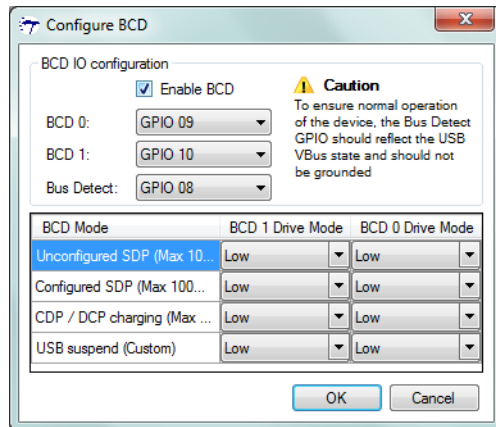 Configure BCD
BCD IO configuration
Enable BCD
BCD 0: GPIO 09
BCD 1: GPIO 10
Bus Detect: GPIO 08
Caution
To ensure normal operation
of the device, the Bus Detect
GPIO should reflect the USB
VBus state and should not
be grounded
BCD Mode BCD 1 Drive Mode BCD 0 Drive Mode
Unconfigured SDP (Max 10... Low Low
Configured SDP (Max 100... Low Low
CDP / DCP charging (Max ... Low Low
USB suspend (Custom) Low Low
OK Cancel